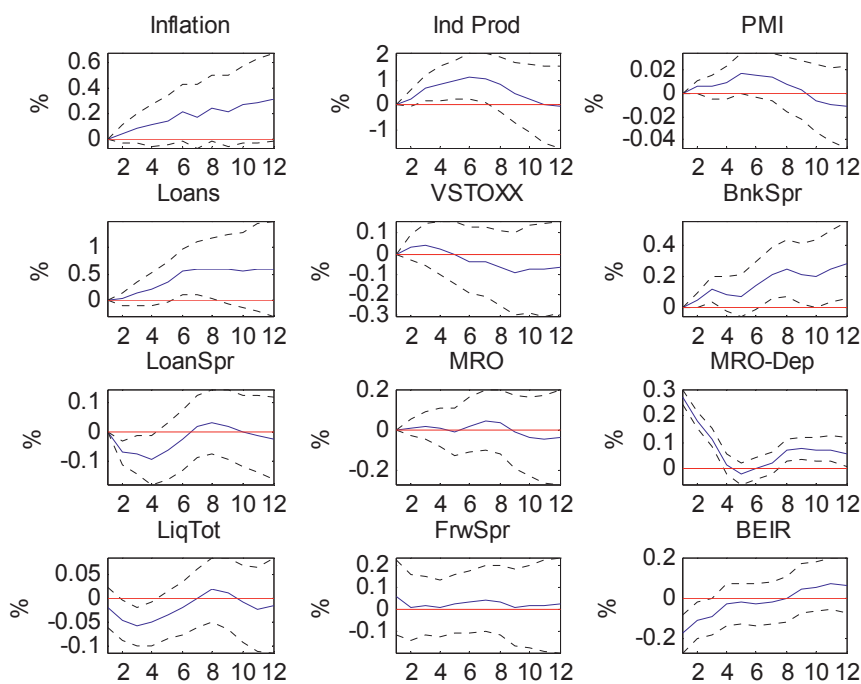 Inflation Ind Prod PMI
% 0.6 0.4 0.2 0
% 2 1 0 -1
% 0.02 0 -0.02 -0.04
2 4 6 8 10 12 2 4 6 8 10 12 2 4 6 8 10 12
Loans VSTOXX BnkSpr
% 1 0.5 0
% 0.1 0 -0.1 -0.2 -0.3
% 0.4 0.2 0
2 4 6 8 10 12 2 4 6 8 10 12 2 4 6 8 10 12
LoanSpr MRO MRO-Dep
% 0.1 0 -0.1
% 0.2 0 -0.2
% 0.3 0.2 0.1 0
2 4 6 8 10 12 2 4 6 8 10 12 2 4 6 8 10 12
LiqTot FrwSpr BEIR
% 0.05 0 -0.05 -0.1
% 0.2 0.1 0 -0.1
% 0.2 0 -0.2
2 4 6 8 10 12 2 4 6 8 10 12 2 4 6 8 10 12